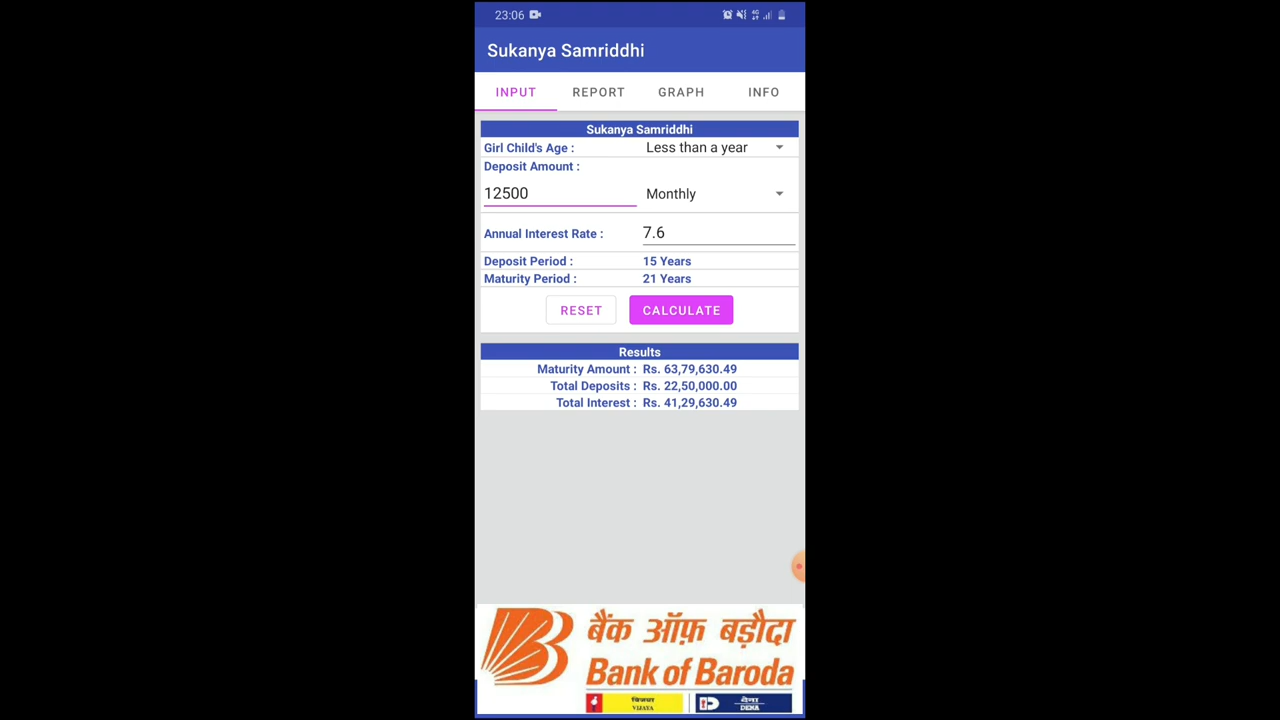 23:06
Sukanya Samriddhi
INPUT REPORT GRAPH INFO
Sukanya Samriddhi
Girl Child's Age : Less than a year
Deposit Amount :
12500 Monthly
Annual Interest Rate : 7.6
Deposit Period : 15 Years
Maturity Period : 21 Years
RESET CALCULATE
Results
Maturity Amount : Rs. 63,79,630.49
Total Deposits : Rs. 22,50,000.00
Total Interest : Rs. 41,29,630.49
बैंक ऑफ़ बड़ौदा
Bank of Baroda
विजया देना
VIJAYA DENA